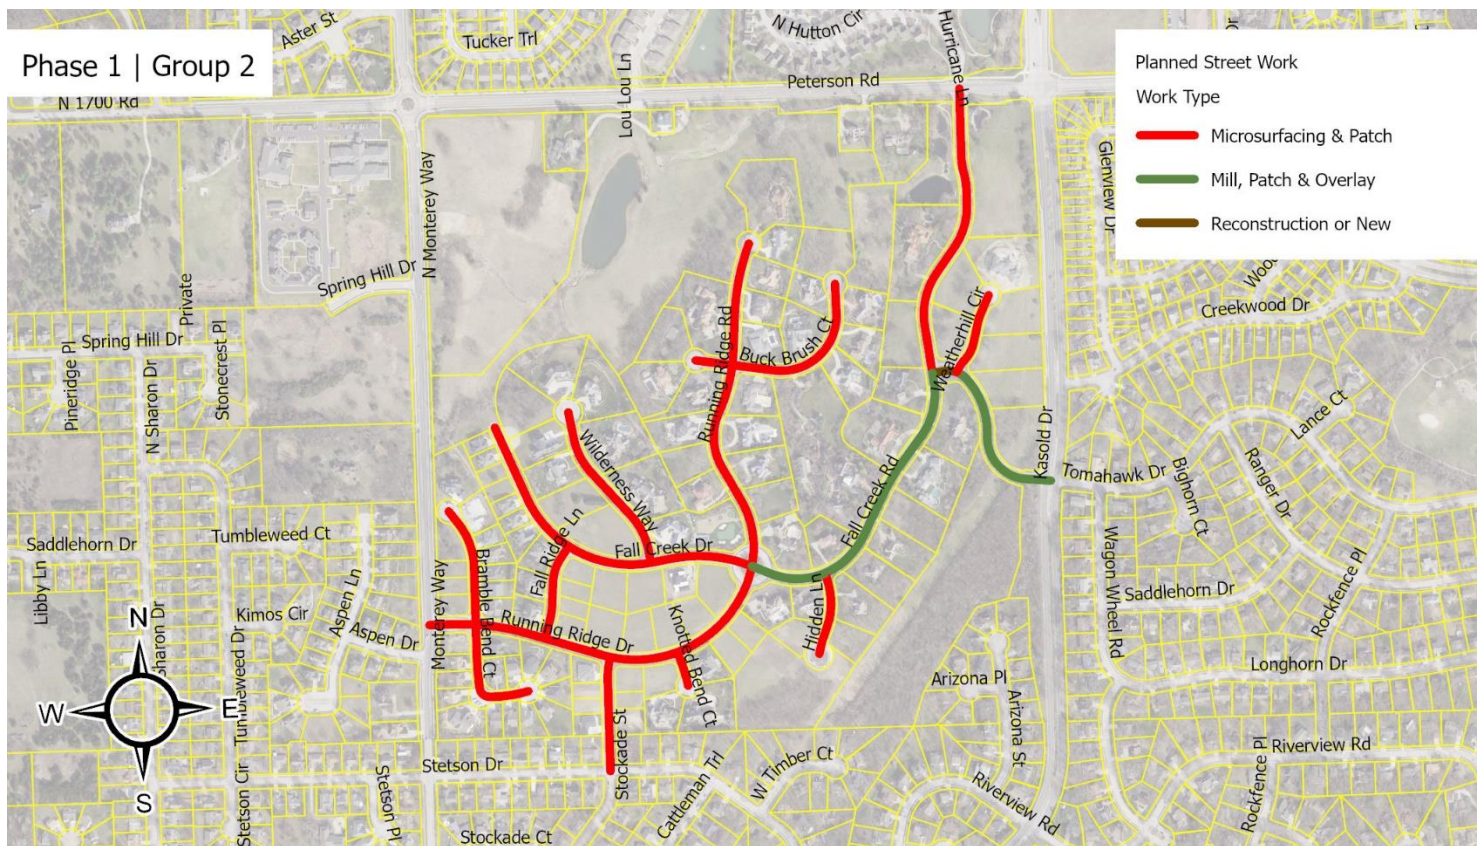 Phase 1 | Group 2
Planned Street Work
Work Type
Microsurfacing & Patch
Mill, Patch & Overlay
Reconstruction or New
Aster St
Tucker Trl
N Hutton Cir
Hurricane Ln
Lou Lou Ln
Peterson Rd
N 1700 Rd
N Monterey Way
Glenview Dr
Spring Hill Dr
Private
Creekwood Dr
Weatherhill Cir
Spring Hill Dr
Stonecrest Pl
Pineridge Pl
N Sharon Dr
Buck Brush Ct
Running Ridge Rd
Lance Ct
Wilderness Way
Kasold Dr
Tomahawk Dr
Ranger Dr
Bighorn Ct
Fall Creek Rd
Tumbleweed Ct
Saddlehorn Dr
Libby Ln
Fall Creek Dr
Fall Ridge Ln
Bramble Bend Ct
Monterey Way
Aspen Ln
Kimos Cir
Aspen Dr
Running Ridge Dr
Hidden Ln
Knotted Bend Ct
Wagon Wheel Rd
Saddlehorn Dr
Rockfence Pl
N
W
E
S
Sharon Dr
Tumbleweed Dr
Longhorn Dr
Arizona Pl
Arizona St
Stockade St
Stetson Dr
Cattleman Trl
W Timber Ct
Riverview Rd
Riverview Rd
Rockfence Pl
Stetson Cir
Stetson Pl
Stockade Ct